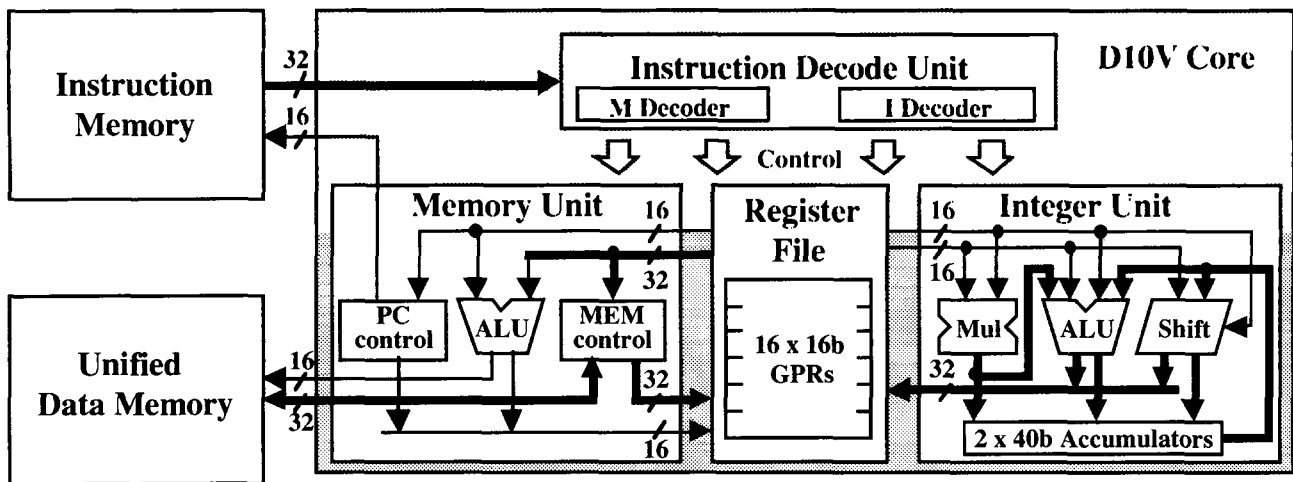 Instruction
Memory
32
16
D10V Core
Instruction Decode Unit
M Decoder
I Decoder
Control
Memory Unit
16
32
PC
control
ALU
MEM
control
32
16
Register
File
16 x 16b
GPRs
Integer Unit
16
16
Mul
ALU
Shift
32
2 x 40b Accumulators
Unified
Data Memory
16
32